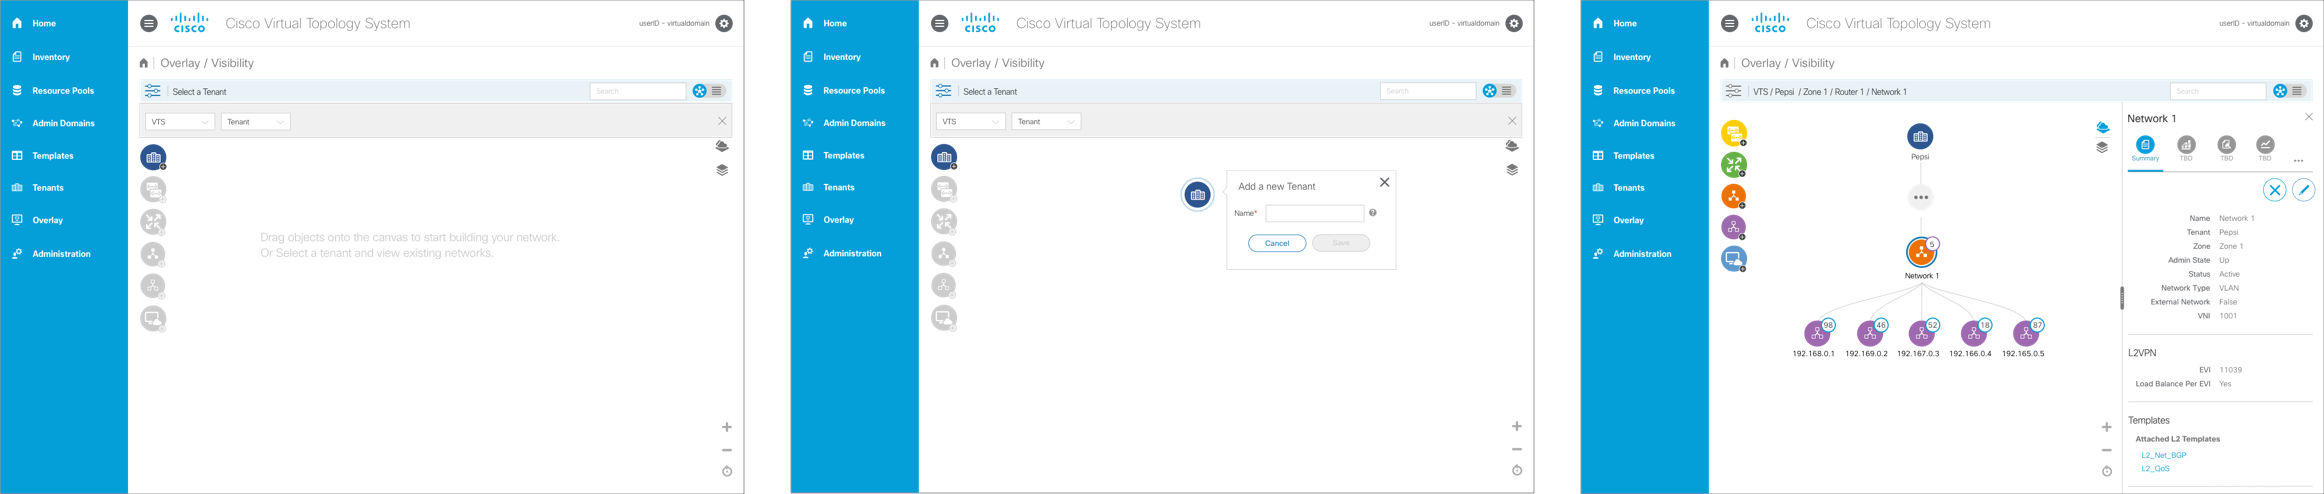 Home
Inventory
Resource Pools
Admin Domains
Templates
Tenants
Overlay
Administration
CISCO
Cisco Virtual Topology System
userID - virtualdomain
Overlay / Visibility
Select a Tenant
Search
VTS
Tenant
Drag objects onto the canvas to start building your network.
Or Select a tenant and view existing networks.
Home
Inventory
Resource Pools
Admin Domains
Templates
Tenants
Overlay
Administration
CISCO
Cisco Virtual Topology System
userID - virtualdomain
Overlay / Visibility
Select a Tenant
Search
VTS
Tenant
Add a new Tenant
Name*
Cancel
Save
Home
Inventory
Resource Pools
Admin Domains
Templates
Tenants
Overlay
Administration
CISCO
Cisco Virtual Topology System
userID - virtualdomain
Overlay / Visibility
VTS / Pepsi / Zone 1 / Router 1 / Network 1
Search
Pepsi
5
Network 1
98
46
52
18
87
192.168.0.1
192.169.0.2
192.167.0.3
192.166.0.4
192.165.0.5
Network 1
Summary
TBD
TBD
TBD
Name Network 1
Tenant Pepsi
Zone Zone 1
Admin State Up
Status Active
Network Type VLAN
External Network False
VNI 1001
L2VPN
EVI 11039
Load Balance Per EVI Yes
Templates
Attached L2 Templates
L2_Net_BGP
L2_QoS